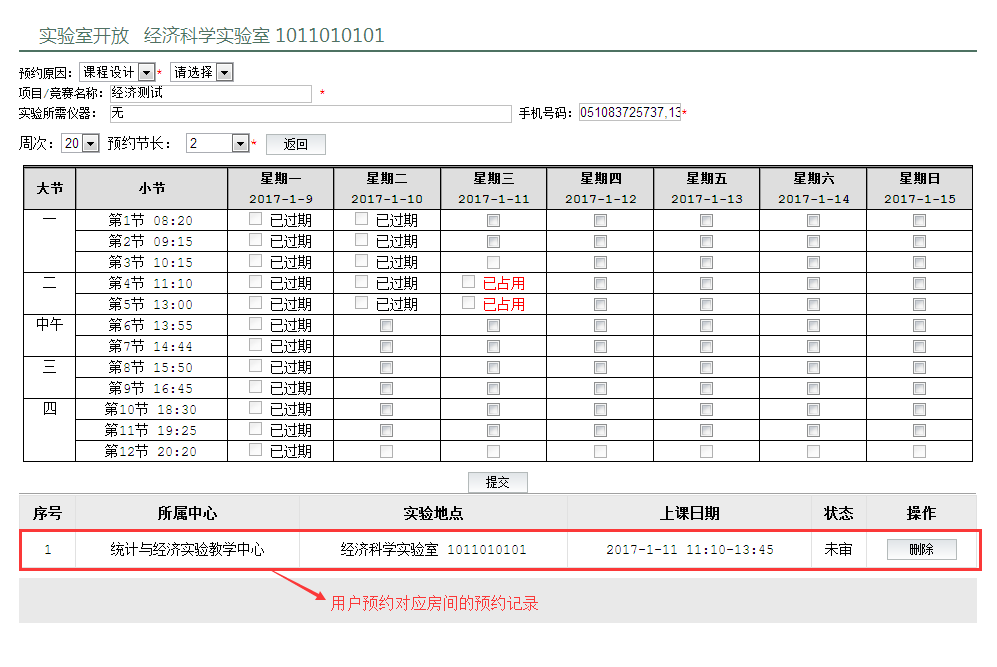 实验室开放 经济科学实验室 1011010101
预约原因： 课程设计 * 请选择
项目/竞赛名称： 经济测试 *
实验所需仪器： 无 手机号码： 051083725737,13*
周次： 20 预约节长： 2 * 返回
大节 小节 星期一 2017-1-9 星期二 2017-1-10 星期三 2017-1-11 星期四 2017-1-12 星期五 2017-1-13 星期六 2017-1-14 星期日 2017-1-15
一 第1节 08:20 已过期 已过期
第2节 09:15 已过期 已过期
第3节 10:15 已过期 已过期
二 第4节 11:10 已过期 已过期 已占用
第5节 13:00 已过期 已过期 已占用
中午 第6节 13:55 已过期
第7节 14:44 已过期
三 第8节 15:50 已过期
第9节 16:45 已过期
四 第10节 18:30 已过期
第11节 19:25 已过期
第12节 20:20 已过期
提交
序号 所属中心 实验地点 上课日期 状态 操作
1 统计与经济实验教学中心 经济科学实验室 1011010101 2017-1-11 11:10-13:45 未审 删除
用户预约对应房间的预约记录